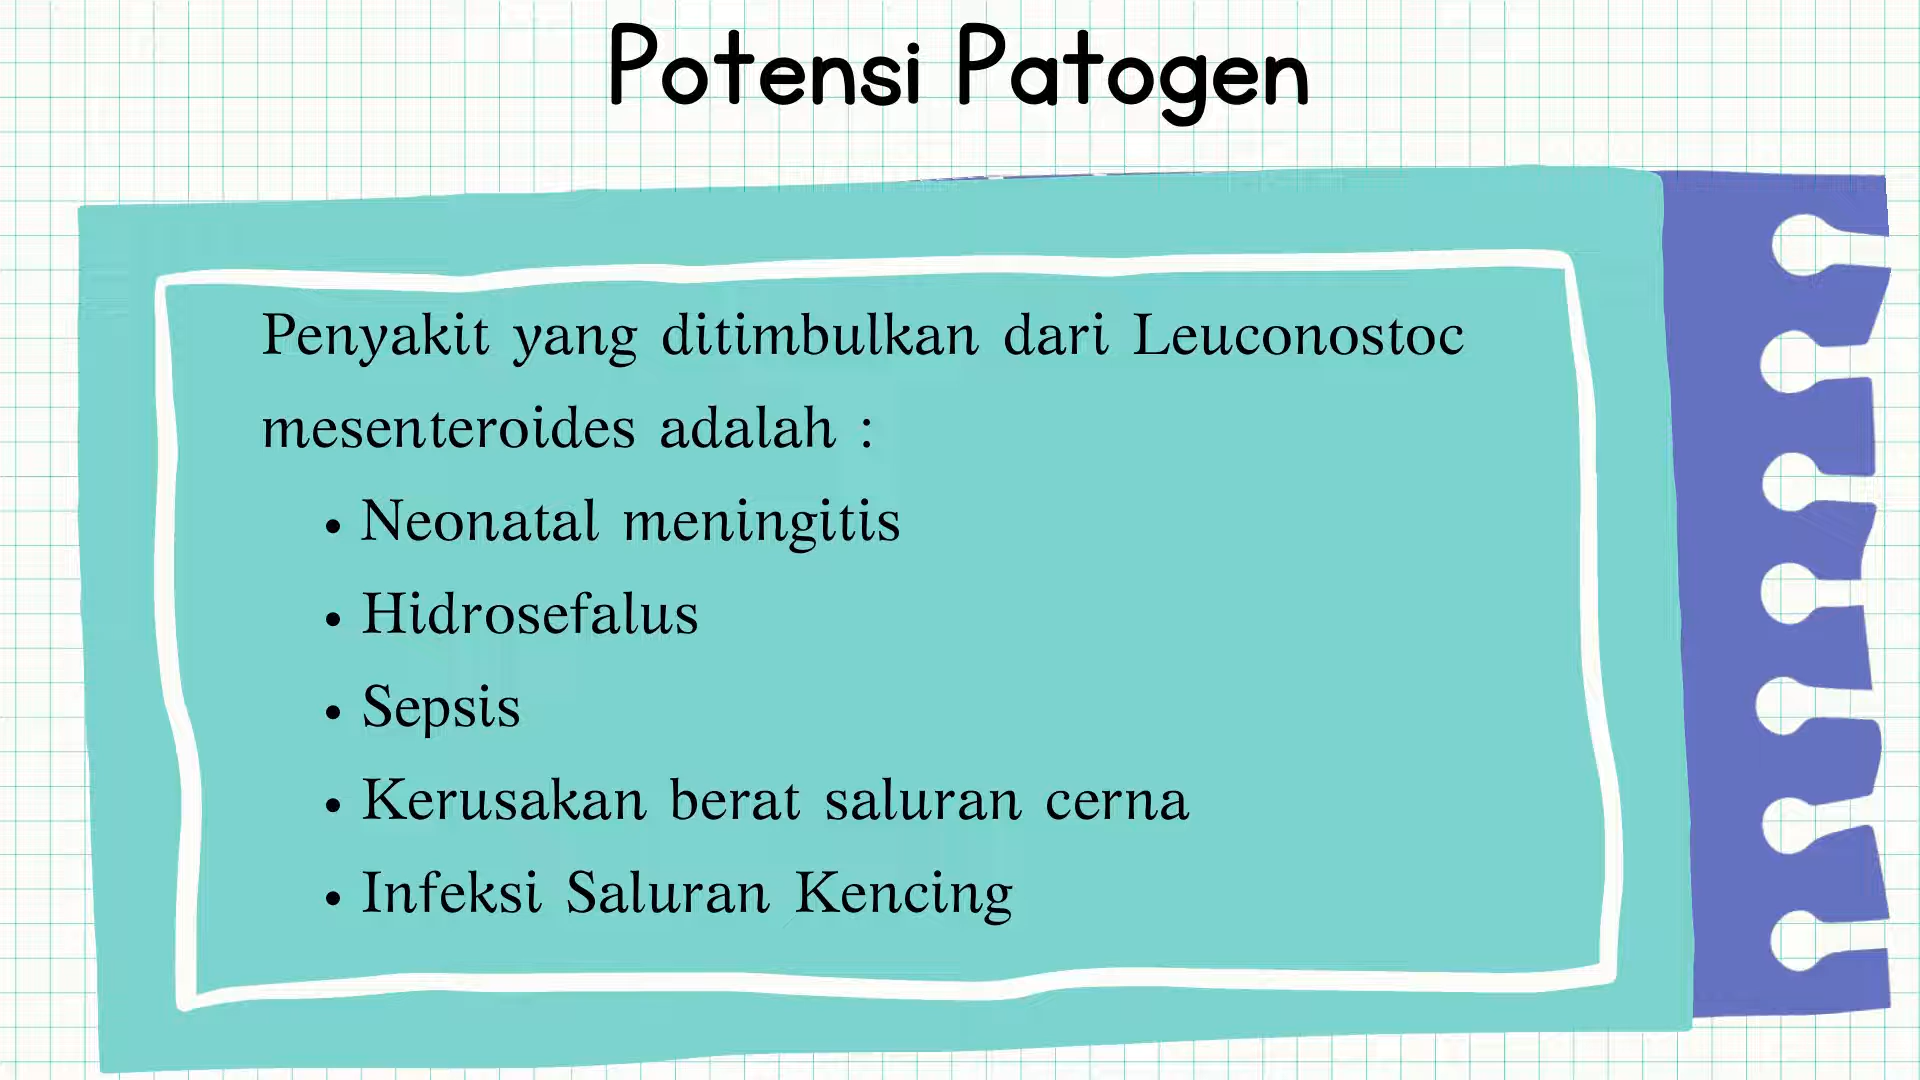 Potensi Patogen
Penyakit yang ditimbulkan dari Leuconostoc
mesenteroides adalah :
• Neonatal meningitis
• Hidrosefalus
• Sepsis
• Kerusakan berat saluran cerna
• Infeksi Saluran Kencing